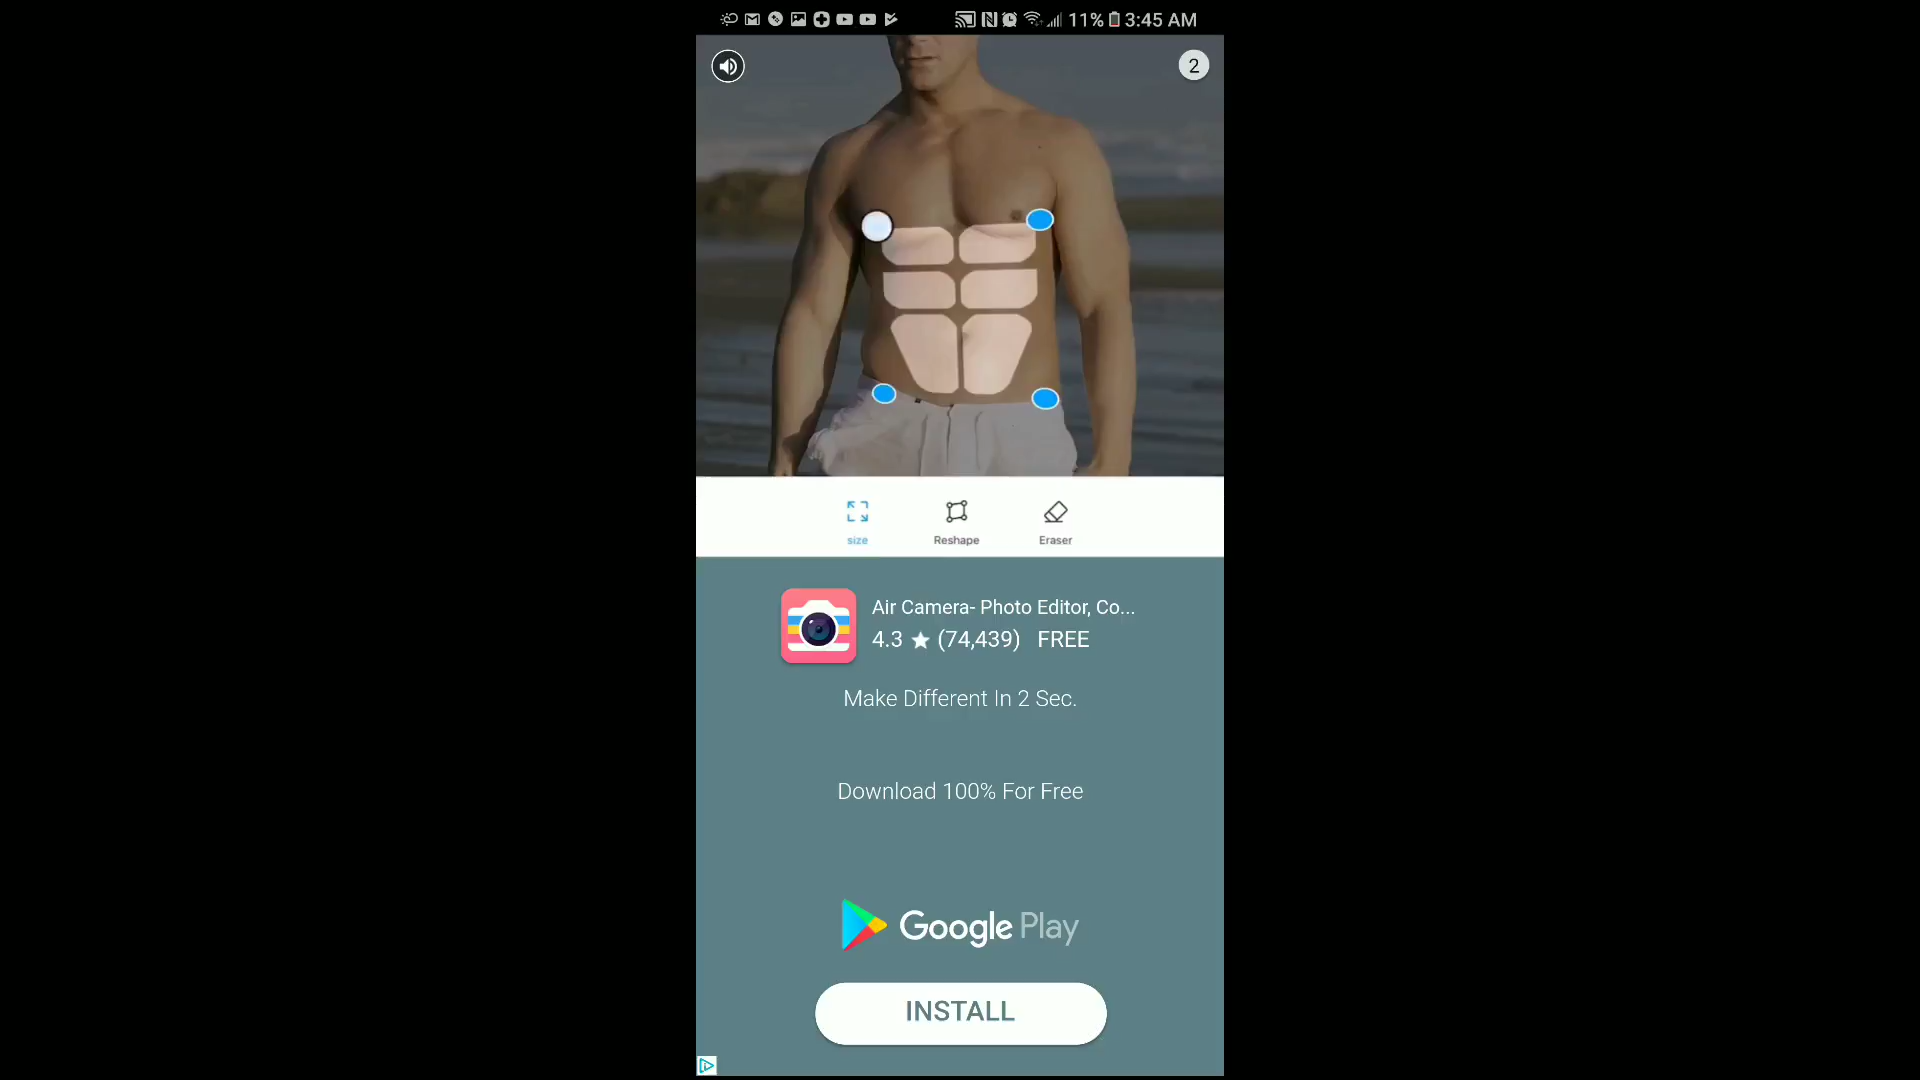 11% 3:45 AM
2
size Reshape Eraser
Air Camera- Photo Editor, Co...
4.3 ★ (74,439) FREE
Make Different In 2 Sec.
Download 100% For Free
Google Play
INSTALL